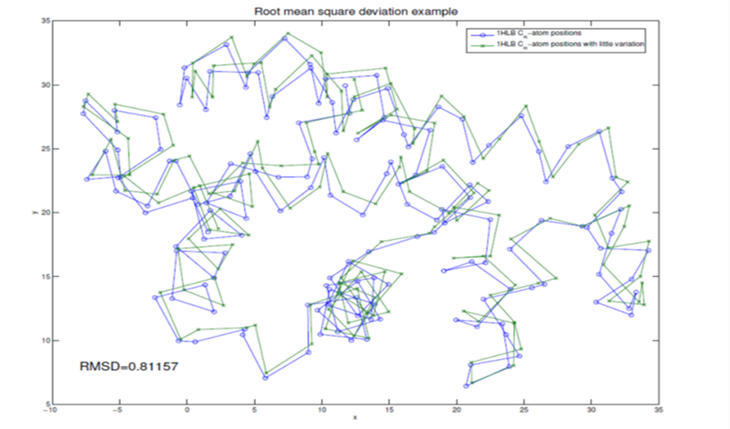 Root mean square deviation example
1HLB Cα-atom positions
1HLB Cα-atom positions with little variation
35
30
25
20
15
10
5
y
RMSD=0.81157
-10
-5
0
5
10
15
20
25
30
35
x